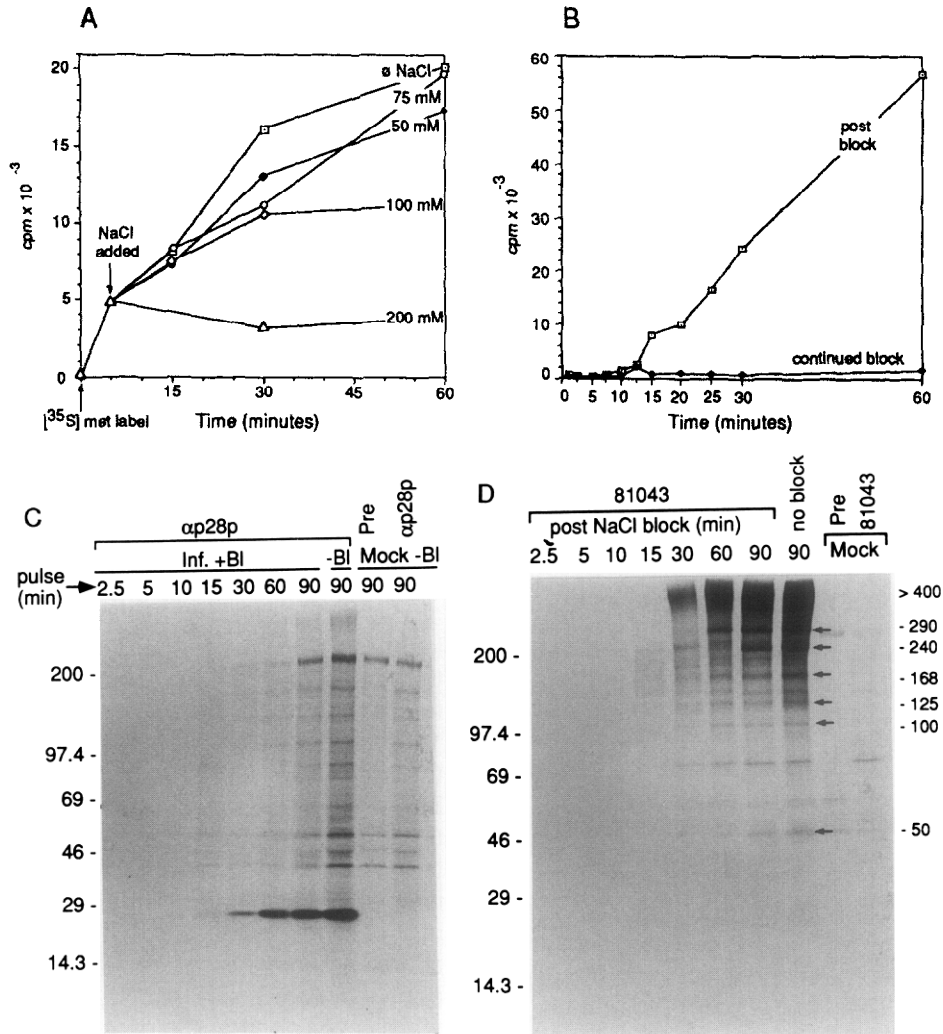 A
cpm x 10 -3
20
15
10
5
0
NaCl
added
ø NaCl
75 mM
50 mM
100 mM
200 mM
15
30
45
60
[35S] met label
Time (minutes)
B
cpm x 10 -3
60
50
40
30
20
10
0
post
block
continued block
0 5 10 15 20 25 30 60
Time (minutes)
C
αp28p
Pre
αp28p
Inf. +Bl
-Bl
Mock -Bl
pulse
(min)
2.5 5 10 15 30 60 90 90 90 90
200 -
97.4 -
69 -
46 -
29 -
14.3 -
D
81043
no block
Pre
81043
post NaCl block (min)
Mock
2.5 5 10 15 30 60 90 90
200 -
97.4 -
69 -
46 -
29 -
14.3 -
> 400
- 290
- 240
- 168
- 125
- 100
- 50